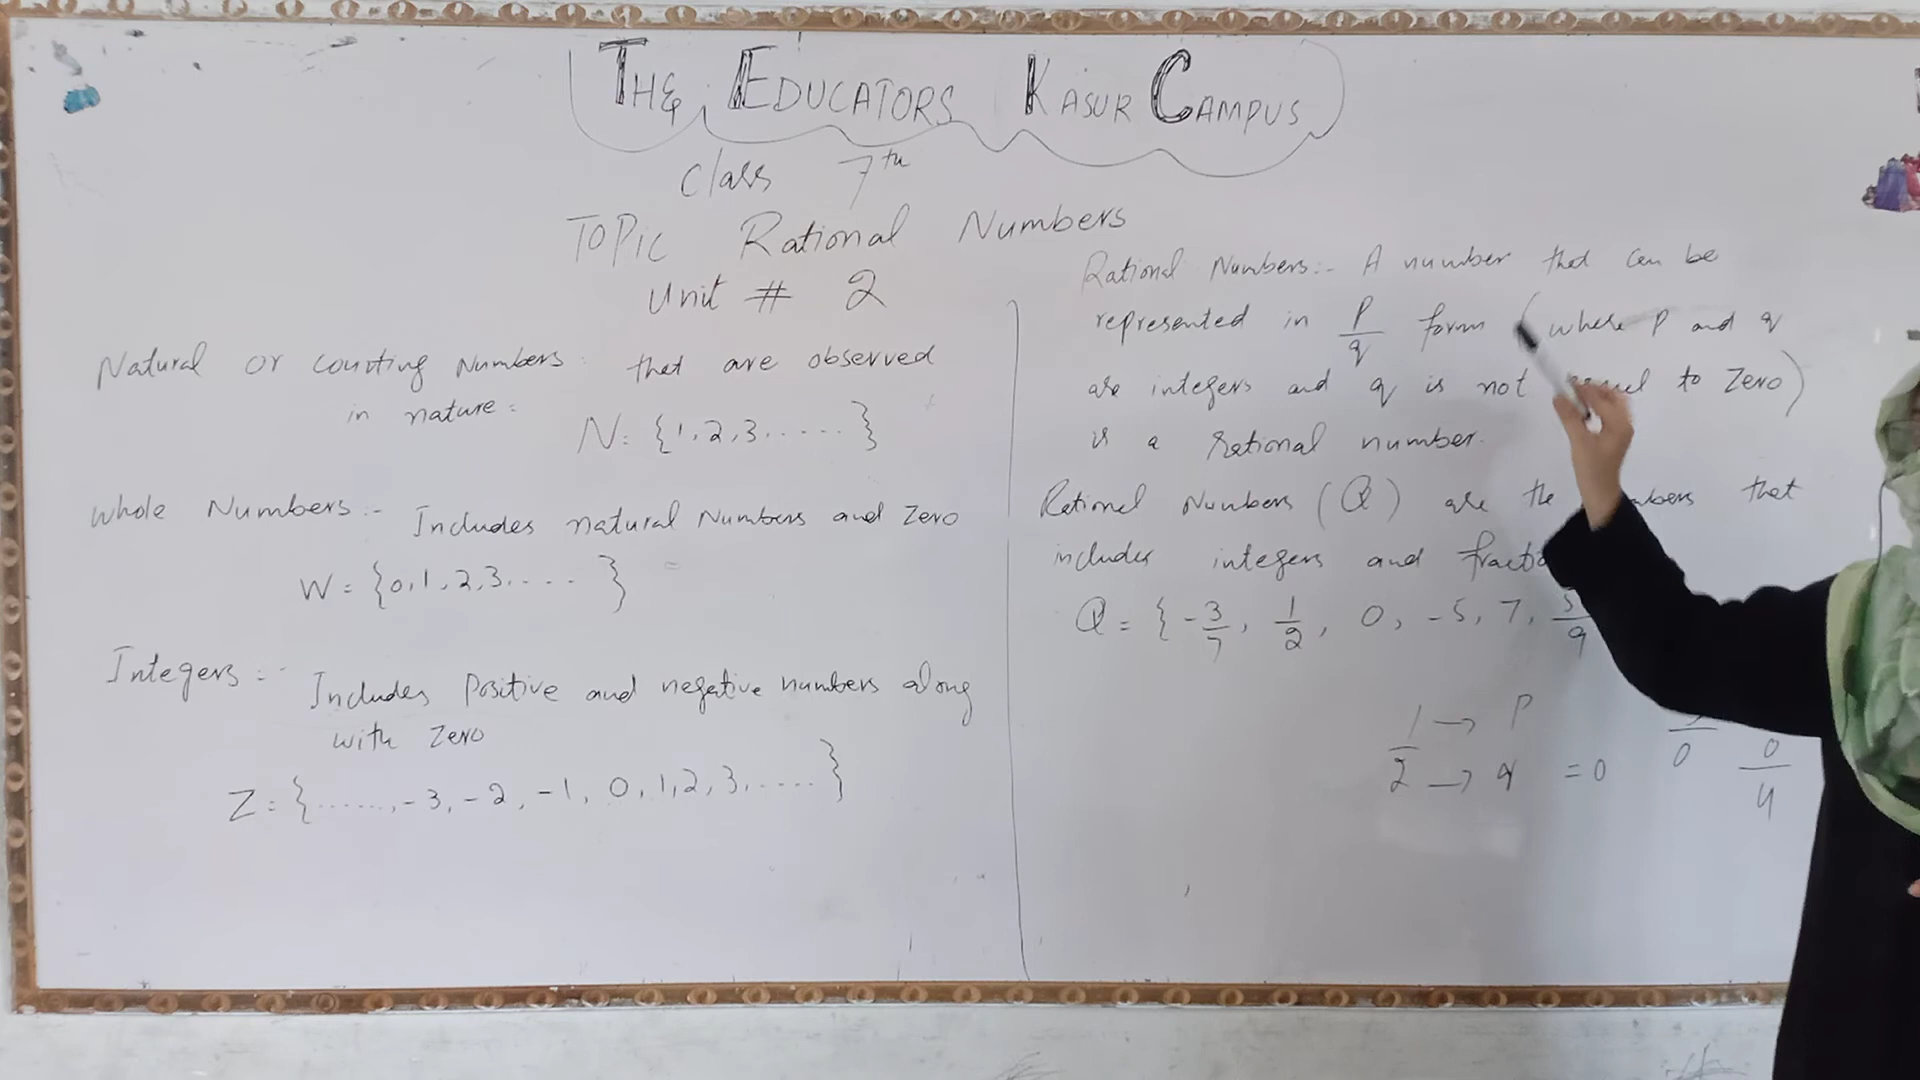 THE EDUCATORS KASUR CAMPUS
Class 7th
TOPIC Rational Numbers
Unit # 2
Natural or counting Numbers: that are observed
in nature:
N = {1, 2, 3, ......}
Whole Numbers:- Includes natural Numbers and Zero
W = {0, 1, 2, 3, .... }
Integers:- Includes Positive and negative numbers along
with Zero
Z = {......, -3, -2, -1, 0, 1, 2, 3, .....}
Rational Numbers:- A number that can be
represented in p/q form (where P and q
are integers and q is not to Zero)
is a rational number.
Rational Numbers (Q) are the that
includes integers and
Q = { -3/7, 1/2, 0, -5, 7, 5/9
1/2 → P
→ q = 0
0
0/4